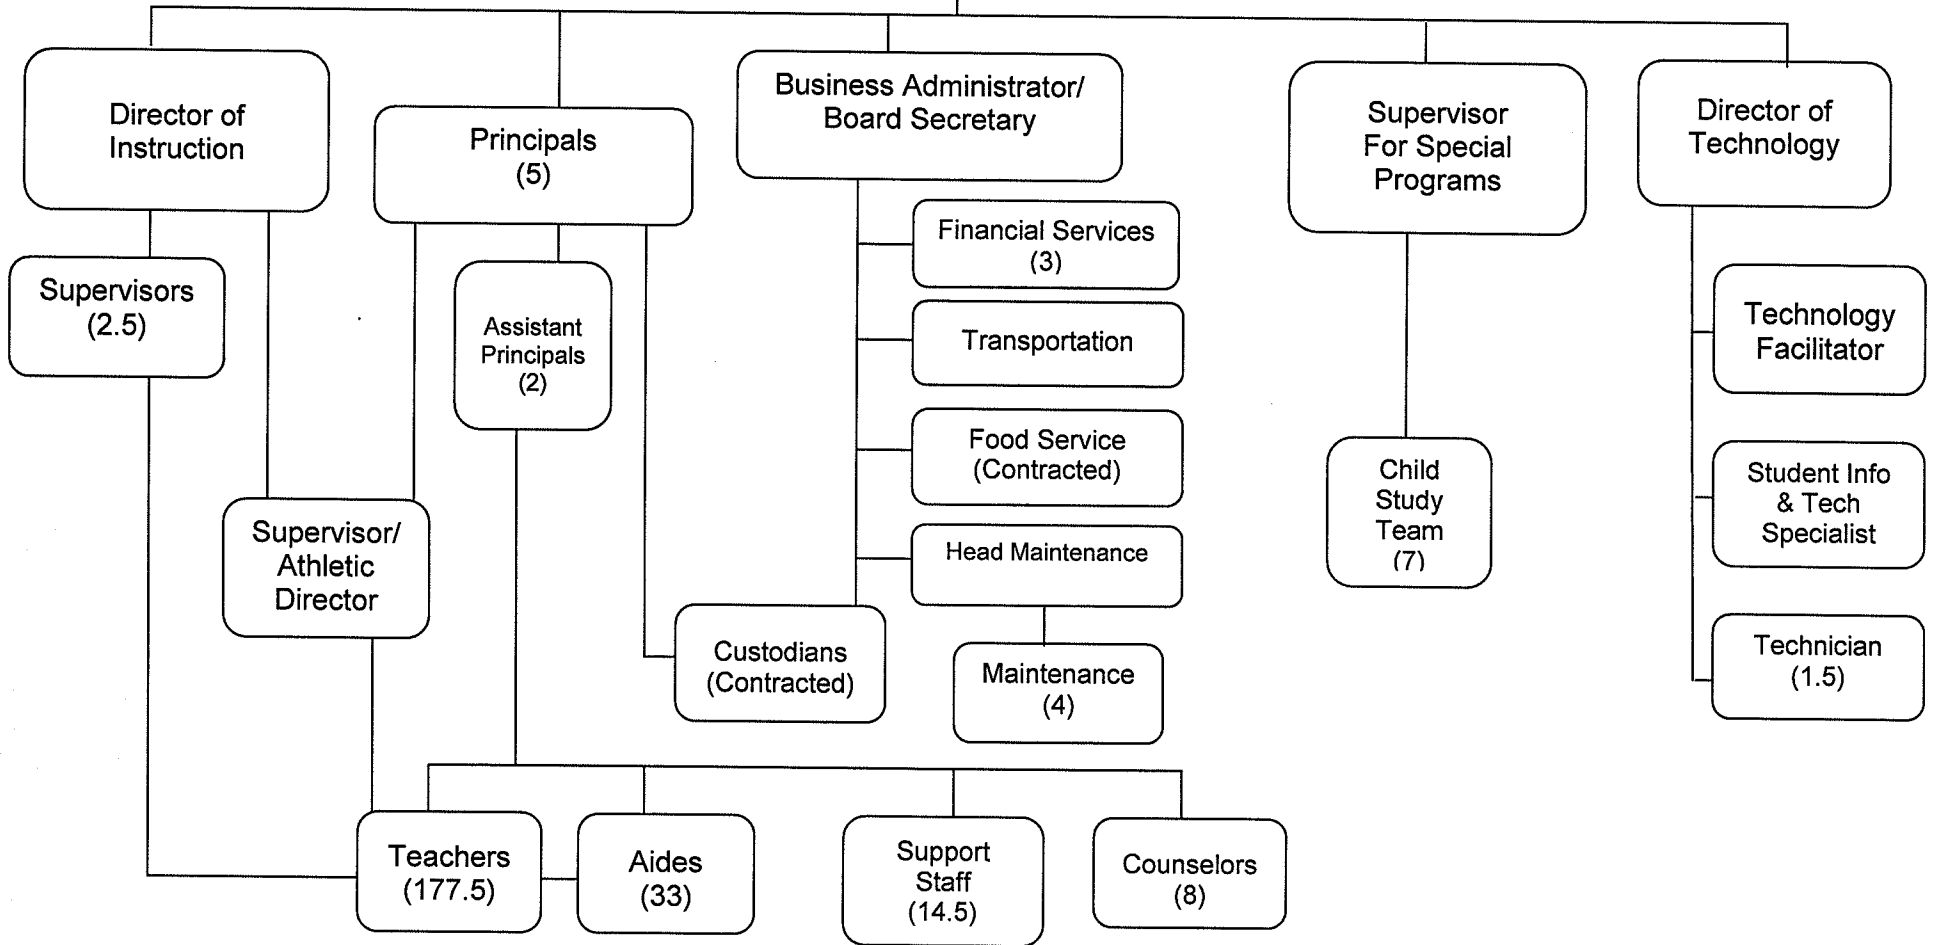 Director of
Instruction
Principals
(5)
Business Administrator/
Board Secretary
Supervisor
For Special
Programs
Director of
Technology
Supervisors
(2.5)
Assistant
Principals
(2)
Financial Services
(3)
Transportation
Food Service
(Contracted)
Head Maintenance
Technology
Facilitator
Child
Study
Team
(7)
Student Info
& Tech
Specialist
Supervisor/
Athletic
Director
Custodians
(Contracted)
Maintenance
(4)
Technician
(1.5)
Teachers
(177.5)
Aides
(33)
Support
Staff
(14.5)
Counselors
(8)